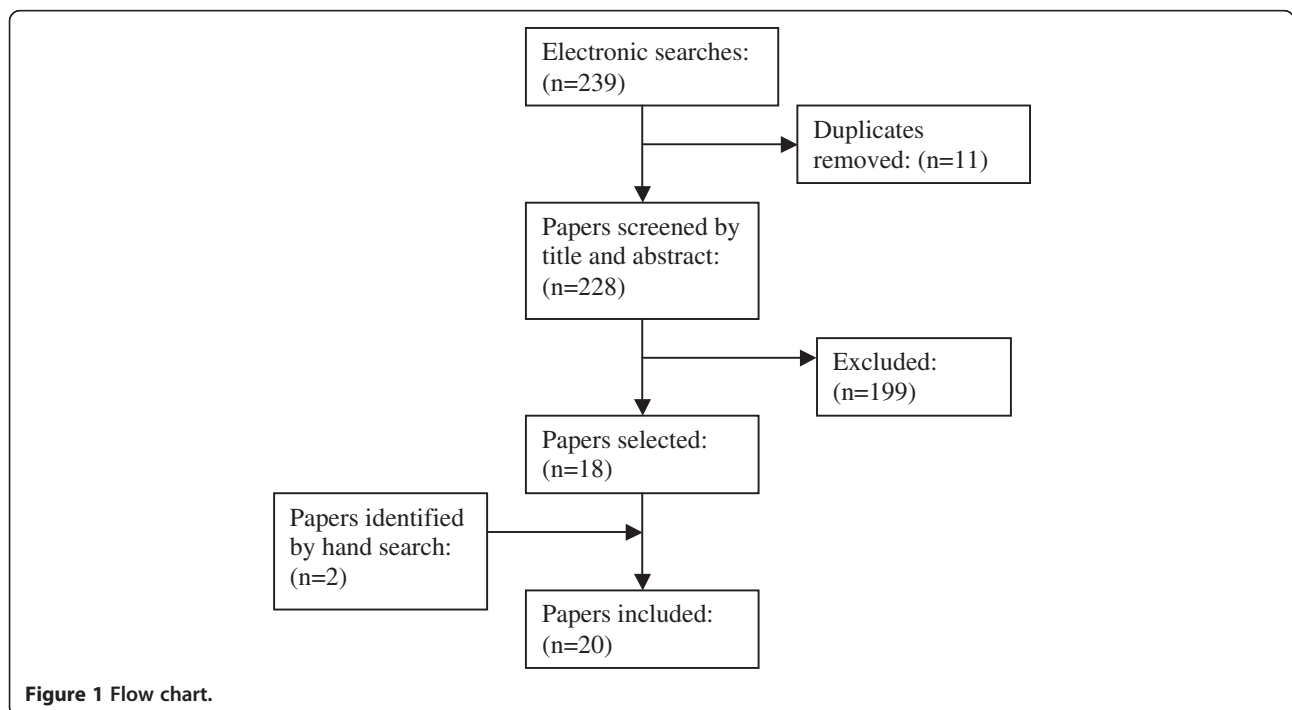 Electronic searches:
(n=239)
Duplicates
removed: (n=11)
Papers screened by
title and abstract:
(n=228)
Excluded:
(n=199)
Papers selected:
(n=18)
Papers identified
by hand search:
(n=2)
Papers included:
(n=20)
Figure 1 Flow chart.